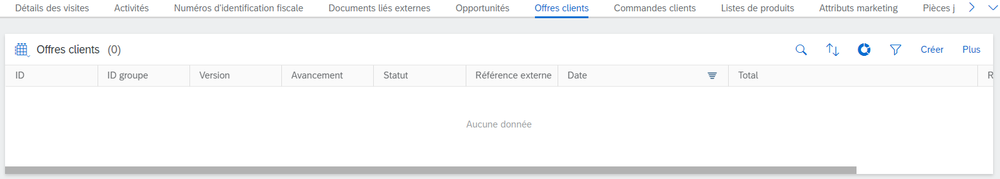 Détails des visites Activités Numéros d'identification fiscale Documents liés externes Opportunités Offres clients Commandes clients Listes de produits Attributs marketing Pièces j
Offres clients (0) Créer Plus
ID ID groupe Version Avancement Statut Référence externe Date Total R
Aucune donnée